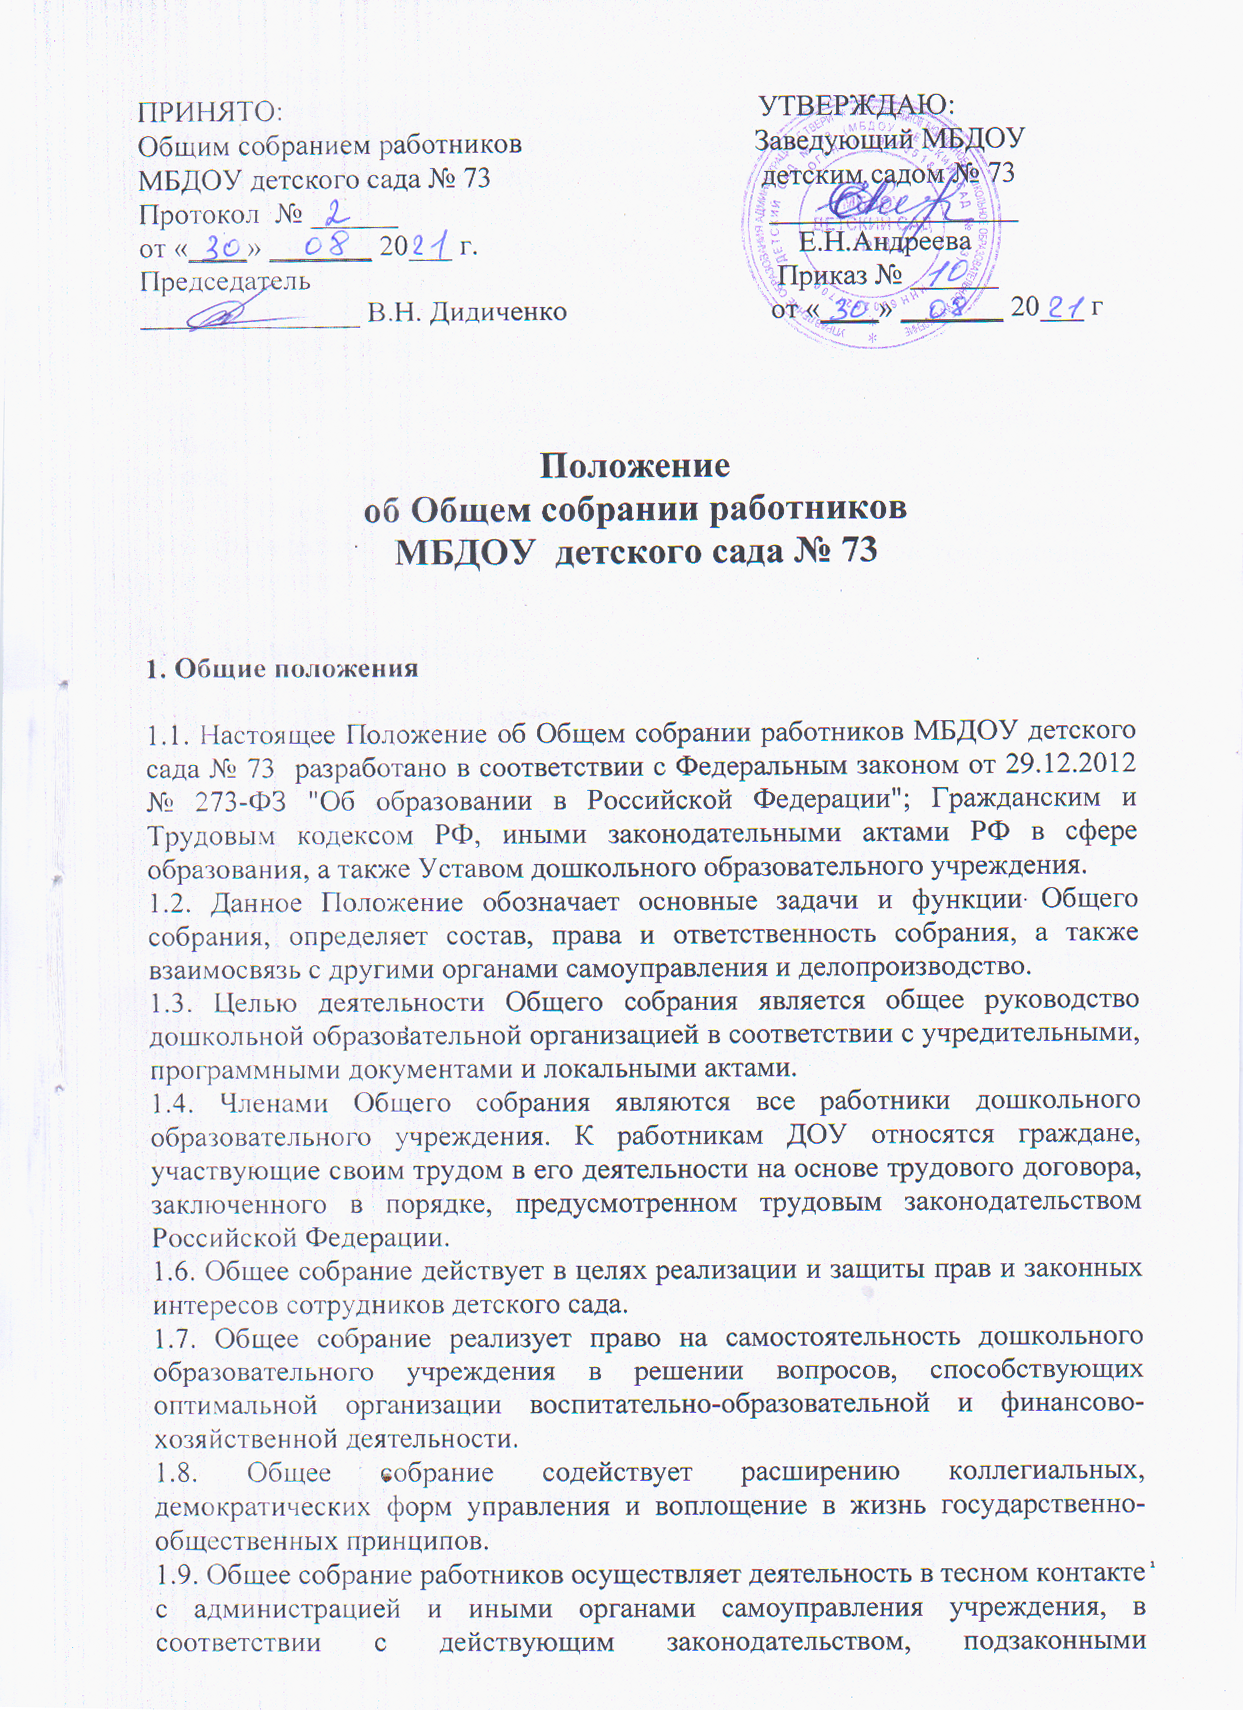 ПРИНЯТО:
Общим собранием работников
МБДОУ детского сада № 73
Протокол № 2
от «30» 08 2021 г.
Председатель
В.Н. Дидиченко
УТВЕРЖДАЮ:
Заведующий МБДОУ
детским садом № 73
Е.Н.Андреева
Приказ № 10
от «30» 08 2021 г
ДЕТСКИЙ САД
Положение
об Общем собрании работников
МБДОУ детского сада № 73
1. Общие положения
1.1. Настоящее Положение об Общем собрании работников МБДОУ детского
сада № 73 разработано в соответствии с Федеральным законом от 29.12.2012
№ 273-ФЗ "Об образовании в Российской Федерации"; Гражданским и
Трудовым кодексом РФ, иными законодательными актами РФ в сфере
образования, а также Уставом дошкольного образовательного учреждения.
1.2. Данное Положение обозначает основные задачи и функции Общего
собрания, определяет состав, права и ответственность собрания, а также
взаимосвязь с другими органами самоуправления и делопроизводство.
1.3. Целью деятельности Общего собрания является общее руководство
дошкольной образовательной организацией в соответствии с учредительными,
программными документами и локальными актами.
1.4. Членами Общего собрания являются все работники дошкольного
образовательного учреждения. К работникам ДОУ относятся граждане,
участвующие своим трудом в его деятельности на основе трудового договора,
заключенного в порядке, предусмотренном трудовым законодательством
Российской Федерации.
1.6. Общее собрание действует в целях реализации и защиты прав и законных
интересов сотрудников детского сада.
1.7. Общее собрание реализует право на самостоятельность дошкольного
образовательного учреждения в решении вопросов, способствующих
оптимальной организации воспитательно-образовательной и финансово-
хозяйственной деятельности.
1.8. Общее собрание содействует расширению коллегиальных,
демократических форм управления и воплощение в жизнь государственно-
общественных принципов.
1.9. Общее собрание работников осуществляет деятельность в тесном контакте 1
с администрацией и иными органами самоуправления учреждения, в
соответствии с действующим законодательством, подзаконными